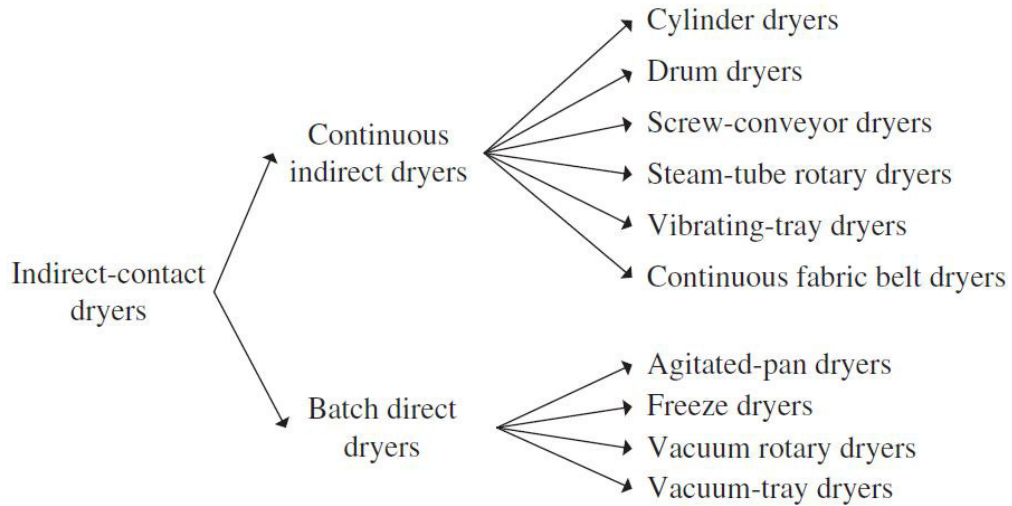 Indirect-contact
dryers
Continuous
indirect dryers
Cylinder dryers
Drum dryers
Screw-conveyor dryers
Steam-tube rotary dryers
Vibrating-tray dryers
Continuous fabric belt dryers
Batch direct
dryers
Agitated-pan dryers
Freeze dryers
Vacuum rotary dryers
Vacuum-tray dryers